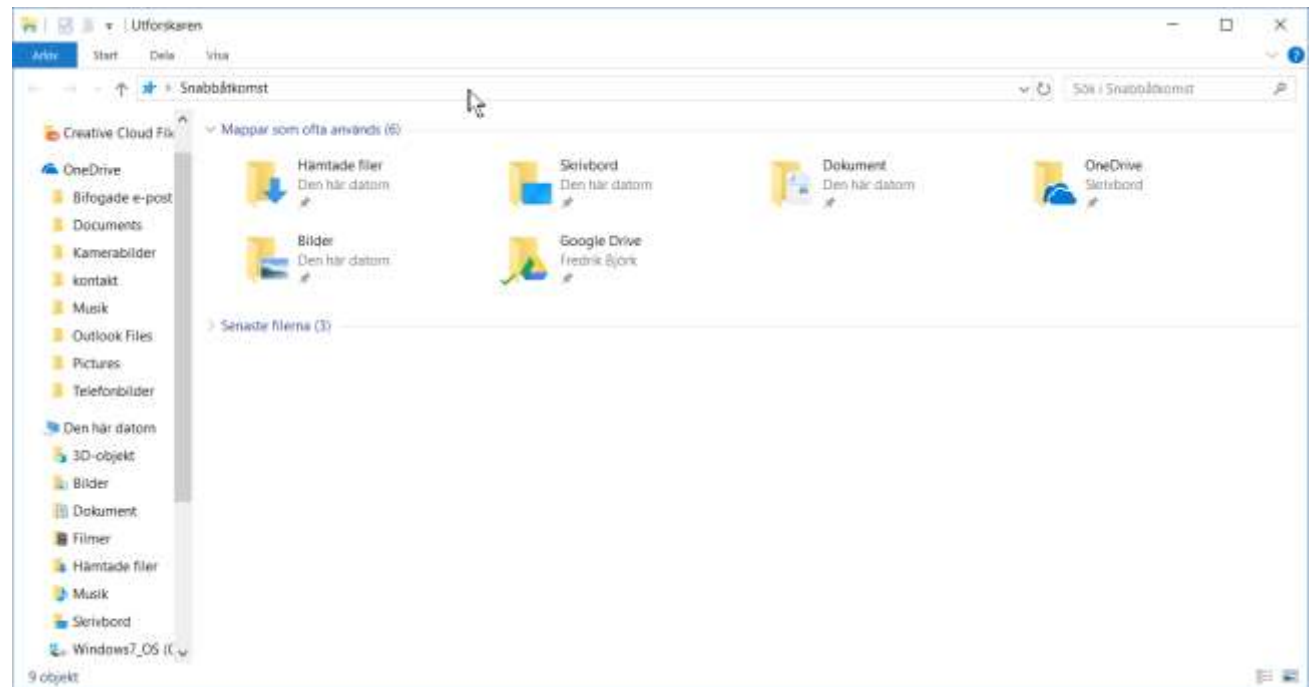 Utforskaren
Arkiv Start Dela Visa
Snabbåtkomst
Sök i Snabbåtkomst
Creative Cloud File
OneDrive
Bifogade e-post
Documents
Kamerabilder
kontakt
Musik
Outlook Files
Pictures
Telefonbilder
Den här datorn
3D-objekt
Bilder
Dokument
Filmer
Hämtade filer
Musik
Skrivbord
Windows7_OS (C
Mappar som ofta används (6)
Hämtade filer
Den här datorn
Skrivbord
Den här datorn
Dokument
Den här datorn
OneDrive
Skrivbord
Bilder
Den här datorn
Google Drive
Fredrik Björk
Senaste filerna (3)
9 objekt